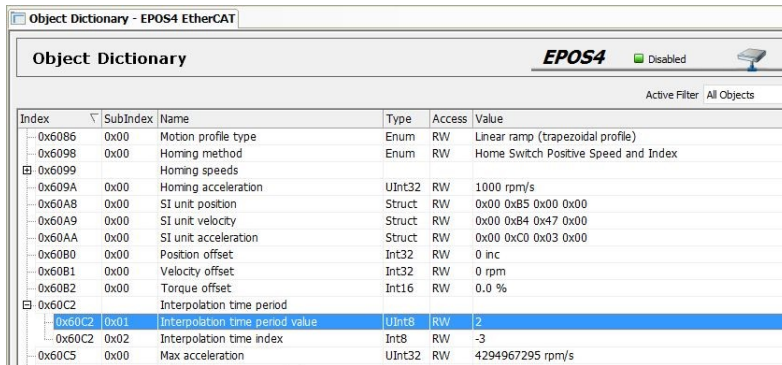 Object Dictionary - EPOS4 EtherCAT
Object Dictionary EPOS4 Disabled
Active Filter All Objects
Index SubIndex Name Type Access Value
0x6086 0x00 Motion profile type Enum RW Linear ramp (trapezoidal profile)
0x6098 0x00 Homing method Enum RW Home Switch Positive Speed and Index
0x6099 Homing speeds
0x609A 0x00 Homing acceleration UInt32 RW 1000 rpm/s
0x60A8 0x00 SI unit position Struct RW 0x00 0xB5 0x00 0x00
0x60A9 0x00 SI unit velocity Struct RW 0x00 0xB4 0x47 0x00
0x60AA 0x00 SI unit acceleration Struct RW 0x00 0xC0 0x03 0x00
0x60B0 0x00 Position offset Int32 RW 0 inc
0x60B1 0x00 Velocity offset Int32 RW 0 rpm
0x60B2 0x00 Torque offset Int16 RW 0.0 %
0x60C2 Interpolation time period
0x60C2 0x01 Interpolation time period value UInt8 RW 2
0x60C2 0x02 Interpolation time index Int8 RW -3
0x60C5 0x00 Max acceleration UInt32 RW 4294967295 rpm/s